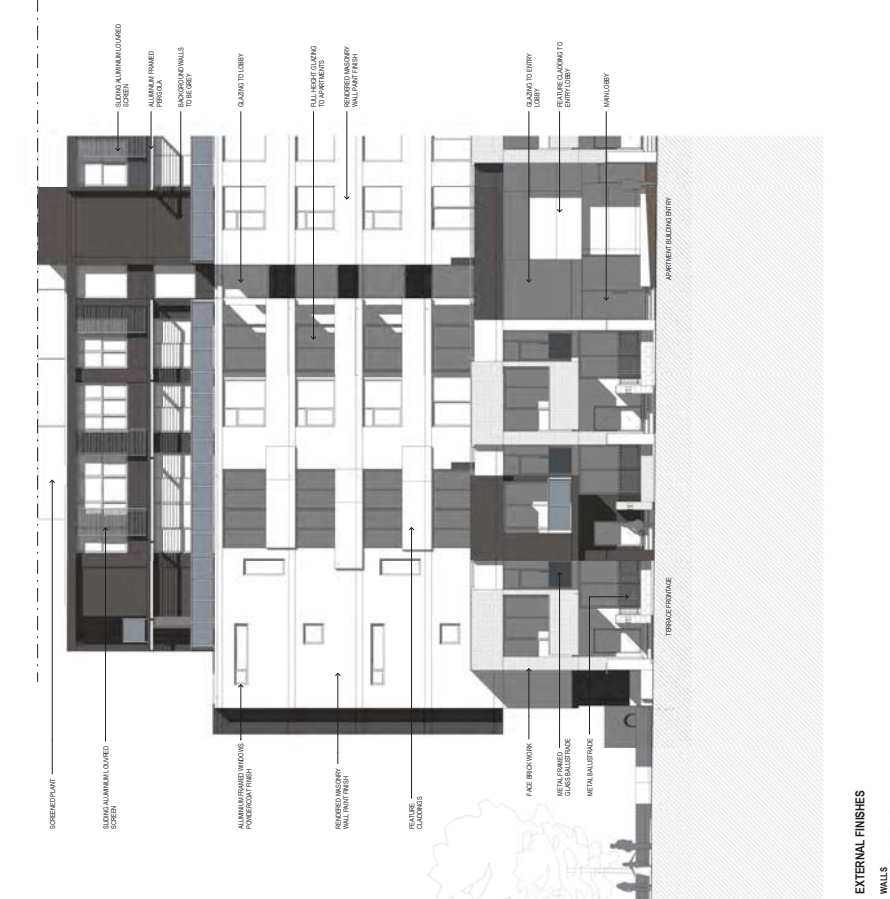 SCREENED PLANT
SLIDING ALUMINIUM LOUVRED
SCREEN
ALUMINIUM FRAMED WINDOWS
POWDERCOAT FINISH
RENDERED MASONRY
WALL PAINT FINISH
FEATURE
CLADDINGS
FACE BRICK WORK
METAL FRAMED
GLASS BALUSTRADE
METAL BALUSTRADE
SLIDING ALUMINIUM LOUVRED
SCREEN
ALUMINIUM FRAMED
PERGOLA
BACKGROUND WALLS
TO BE GREY
GLAZING TO LOBBY
FULL HEIGHT GLAZING
TO APARTMENTS
RENDERED MASONRY
WALL PAINT FINISH
GLAZING TO ENTRY
LOBBY
FEATURE CLADDING TO
ENTRY LOBBY
MAIN LOBBY
TERRACE FRONTAGE
APARTMENT BUILDING ENTRY
EXTERNAL FINISHES
WALLS